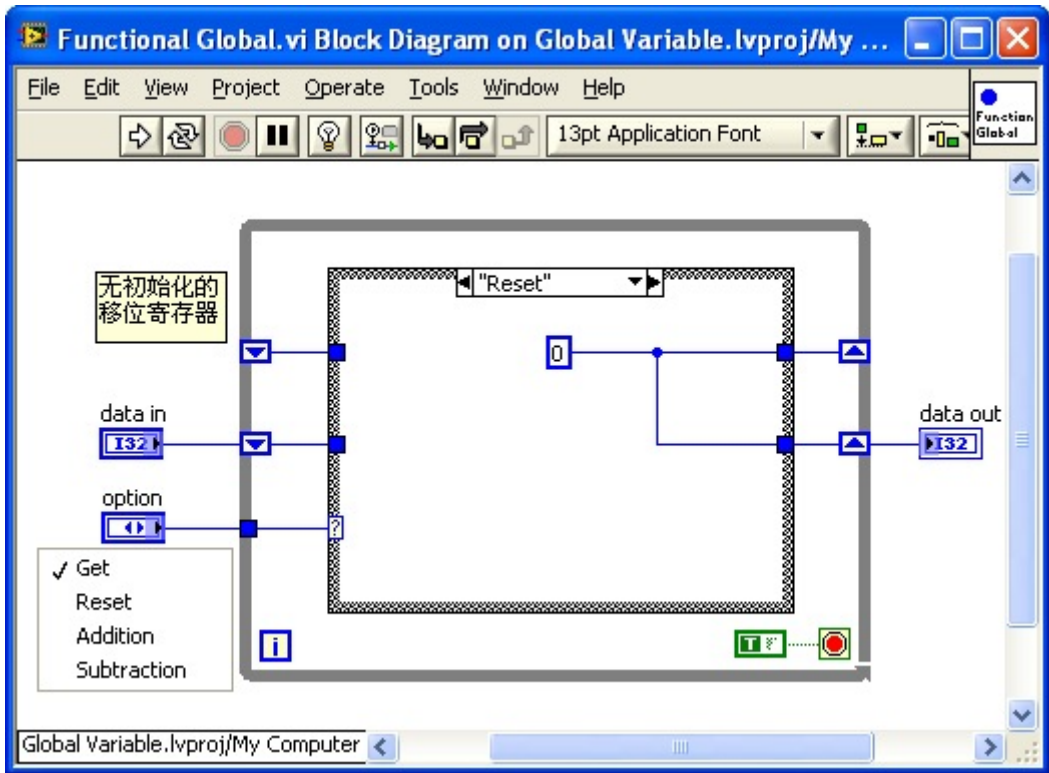 Functional Global.vi Block Diagram on Global Variable.lvproj/My ...
File Edit View Project Operate Tools Window Help
13pt Application Font
Function
Global
"Reset"
无初始化的
移位寄存器
0
data in
I32
data out
I32
option
?
Get
Reset
Addition
Subtraction
i
T
Global Variable.lvproj/My Computer